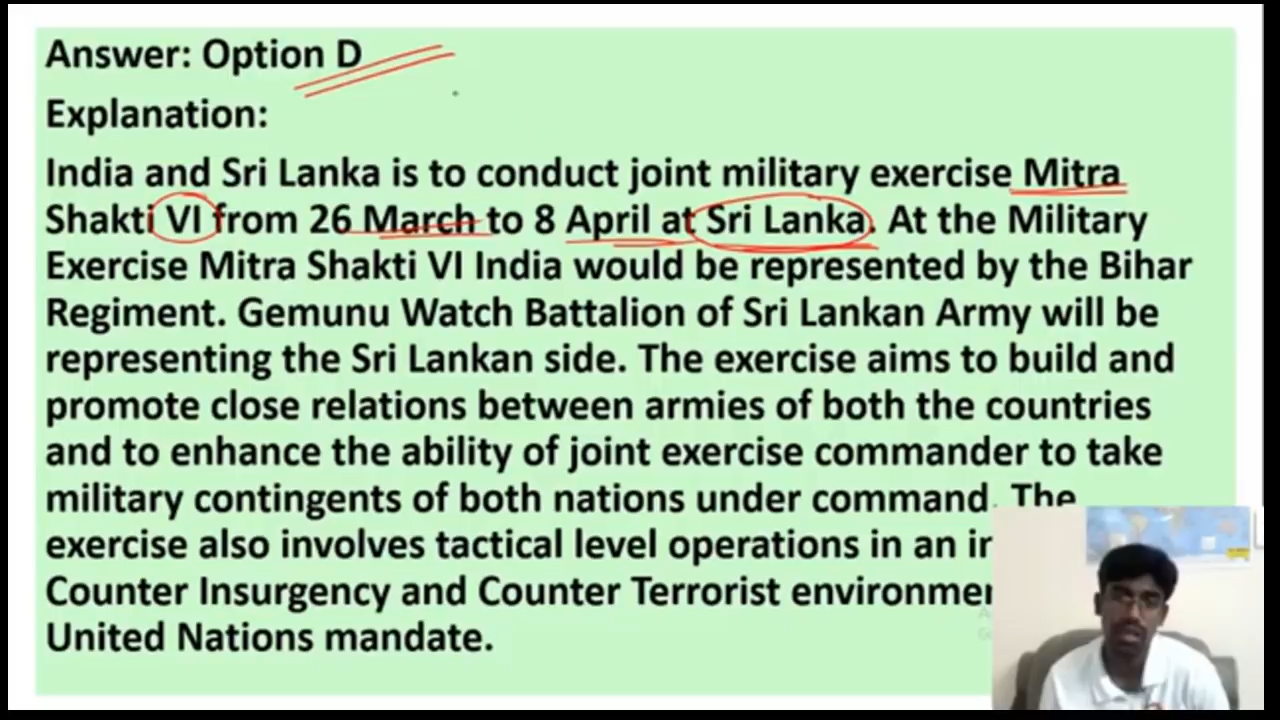 Answer: Option D
Explanation:
India and Sri Lanka is to conduct joint military exercise Mitra
Shakti VI from 26 March to 8 April at Sri Lanka. At the Military
Exercise Mitra Shakti VI India would be represented by the Bihar
Regiment. Gemunu Watch Battalion of Sri Lankan Army will be
representing the Sri Lankan side. The exercise aims to build and
promote close relations between armies of both the countries
and to enhance the ability of joint exercise commander to take
military contingents of both nations under command. The
exercise also involves tactical level operations in an
Counter Insurgency and Counter Terrorist
United Nations mandate.